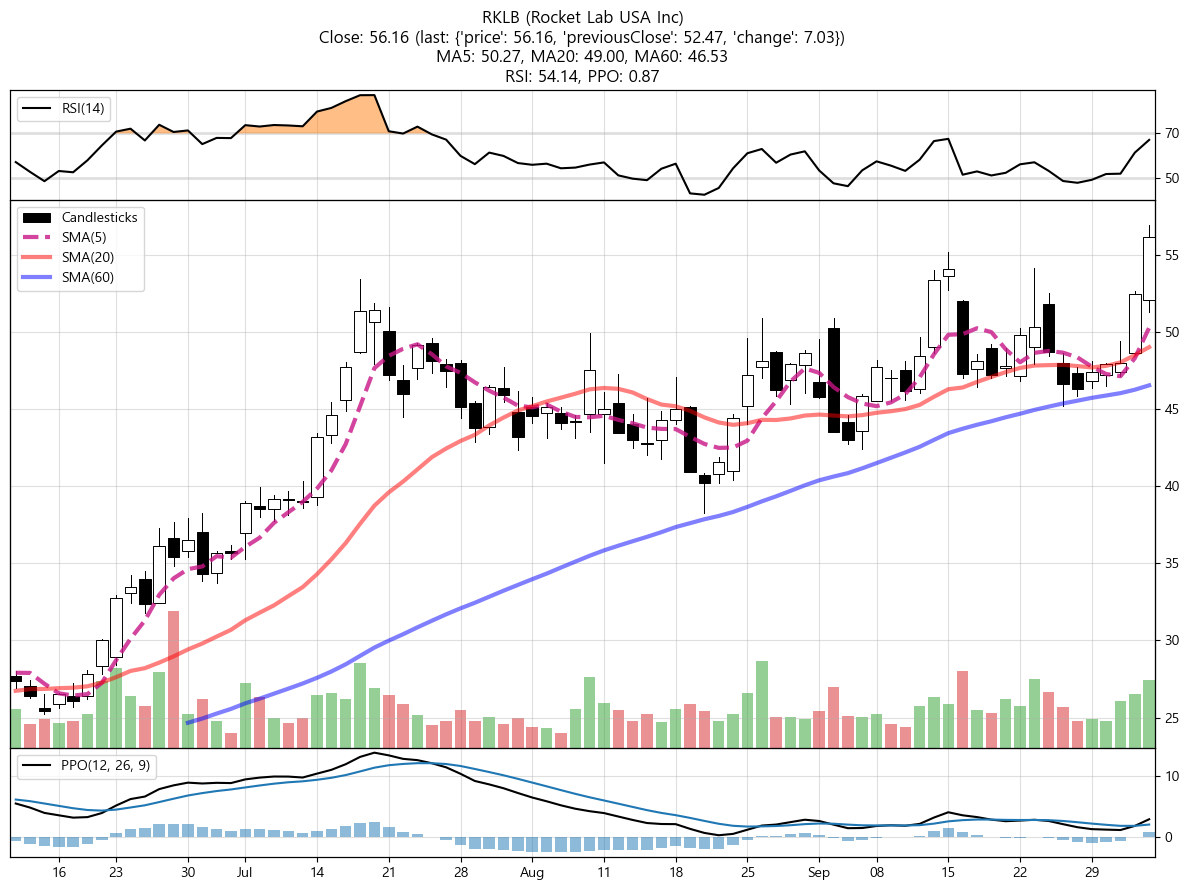 RKLB (Rocket Lab USA Inc)
Close: 56.16 (last: {'price': 56.16, 'previousClose': 52.47, 'change': 7.03})
MA5: 50.27, MA20: 49.00, MA60: 46.53
RSI: 54.14, PPO: 0.87
RSI(14)
70
50
Candlesticks
SMA(5)
SMA(20)
SMA(60)
55
50
45
40
35
30
25
PPO(12, 26, 9)
10
0
16 23 30 Jul 14 21 28 Aug 11 18 25 Sep 08 15 22 29